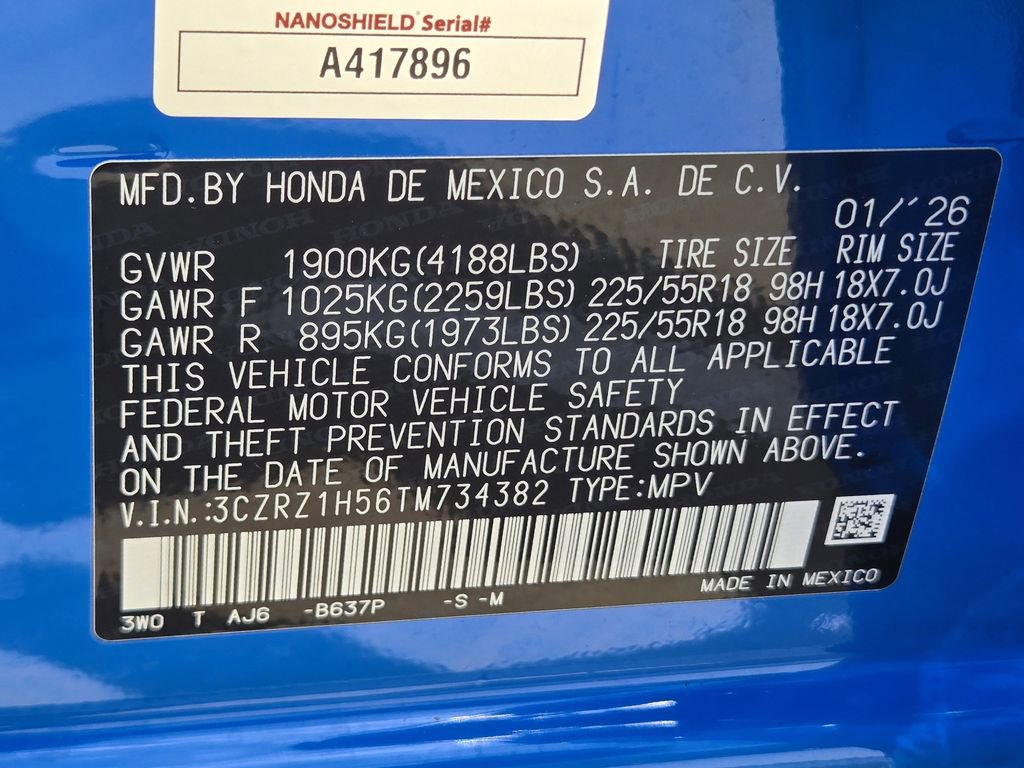 NANOSHIELD Serial#
A417896
MFD.BY HONDA DE MEXICO S.A. DE C.V.
01/'26
GVWR 1900KG(4188LBS) TIRE SIZE RIM SIZE
GAWR F 1025KG(2259LBS) 225/55R18 98H 18X7.0J
GAWR R 895KG(1973LBS) 225/55R18 98H 18X7.0J
THIS VEHICLE CONFORMS TO ALL APPLICABLE
FEDERAL MOTOR VEHICLE SAFETY
AND THEFT PREVENTION STANDARDS IN EFFECT
ON THE DATE OF MANUFACTURE SHOWN ABOVE.
V.I.N.:3CZRZ1H56TM734382 TYPE:MPV
MADE IN MEXICO
3W0 T AJ6 -B637P -S -M